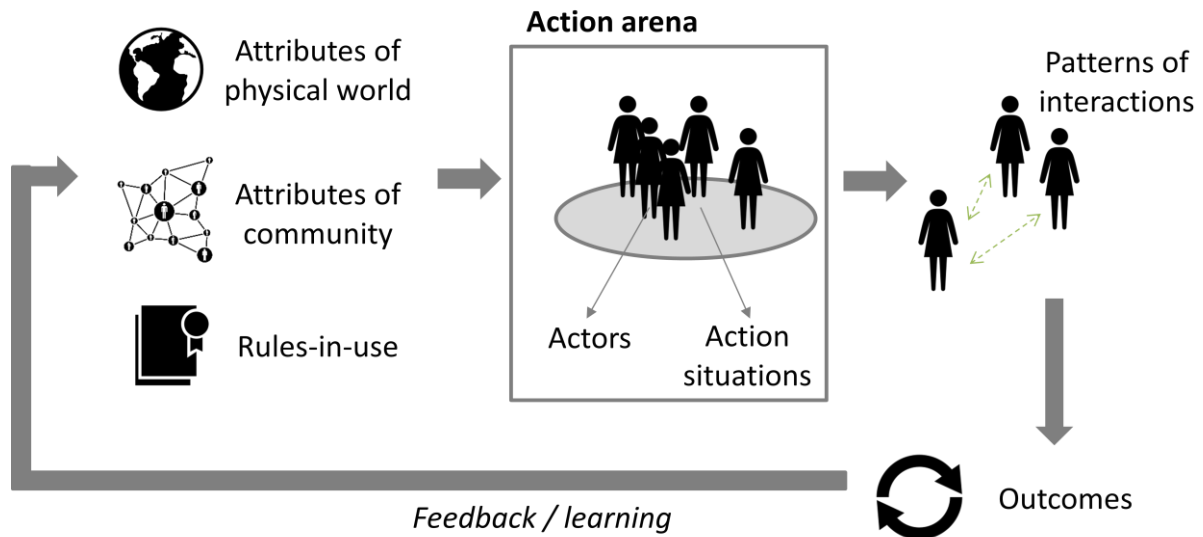 Attributes of
physical world
Attributes of
community
Rules-in-use
Action arena
Actors
Action
situations
Patterns of
interactions
Outcomes
Feedback / learning